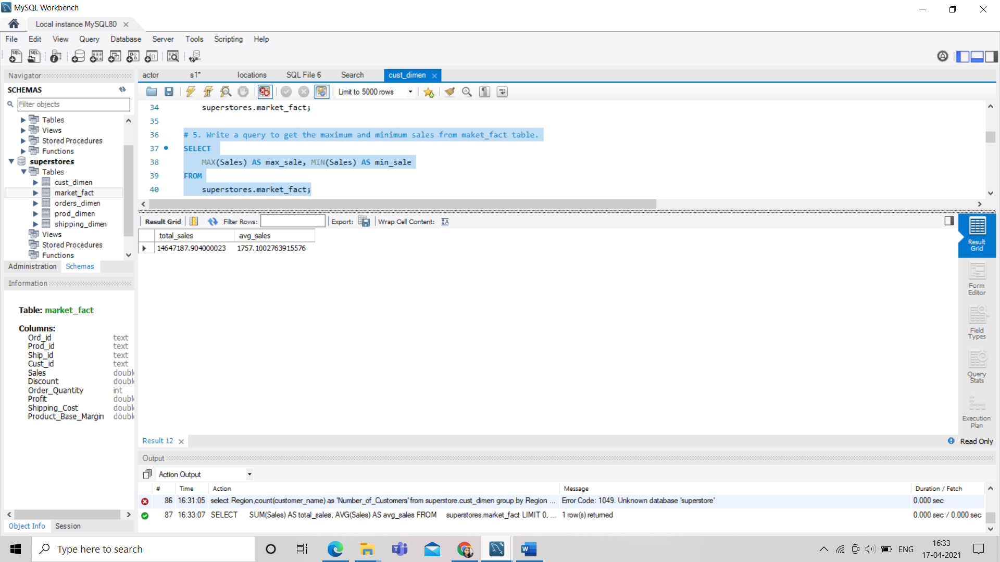 MySQL Workbench
Local instance MySQL80
File Edit View Query Database Server Tools Scripting Help
Navigator
SCHEMAS
Filter objects
Tables
Views
Stored Procedures
Functions
superstores
Tables
cust_dimen
market_fact
orders_dimen
prod_dimen
shipping_dimen
Views
Stored Procedures
Functions
Administration Schemas
Information
Table: market_fact
Columns:
Ord_id text
Prod_id text
Ship_id text
Cust_id text
Sales doubl
Discount doubl
Order_Quantity int
Profit doubl
Shipping_Cost doubl
Product_Base_Margin doubl
Object Info Session
actor s1* locations SQL File 6 Search cust_dimen
Limit to 5000 rows
34 superstores.market_fact;
35
36 # 5. Write a query to get the maximum and minimum sales from maket_fact table.
37 SELECT
38 MAX(Sales) AS max_sale, MIN(Sales) AS min_sale
39 FROM
40 superstores.market_fact;
Result Grid Filter Rows: Export: Wrap Cell Content:
total_sales avg_sales
14647187.904000023 1757.1002763915576
Result Grid
Form Editor
Field Types
Query Stats
Execution Plan
Result 12
Read Only
Output
Action Output
# Time Action Message Duration / Fetch
86 16:31:05 select Region,count(customer_name) as 'Number_of_Customers' from superstore.cust_dimen group by Region ... Error Code: 1049. Unknown database 'superstore' 0.000 sec
87 16:33:07 SELECT SUM(Sales) AS total_sales, AVG(Sales) AS avg_sales FROM superstores.market_fact LIMIT 0, ... 1 row(s) returned 0.000 sec / 0.000 sec
Type here to search
ENG
16:33
17-04-2021